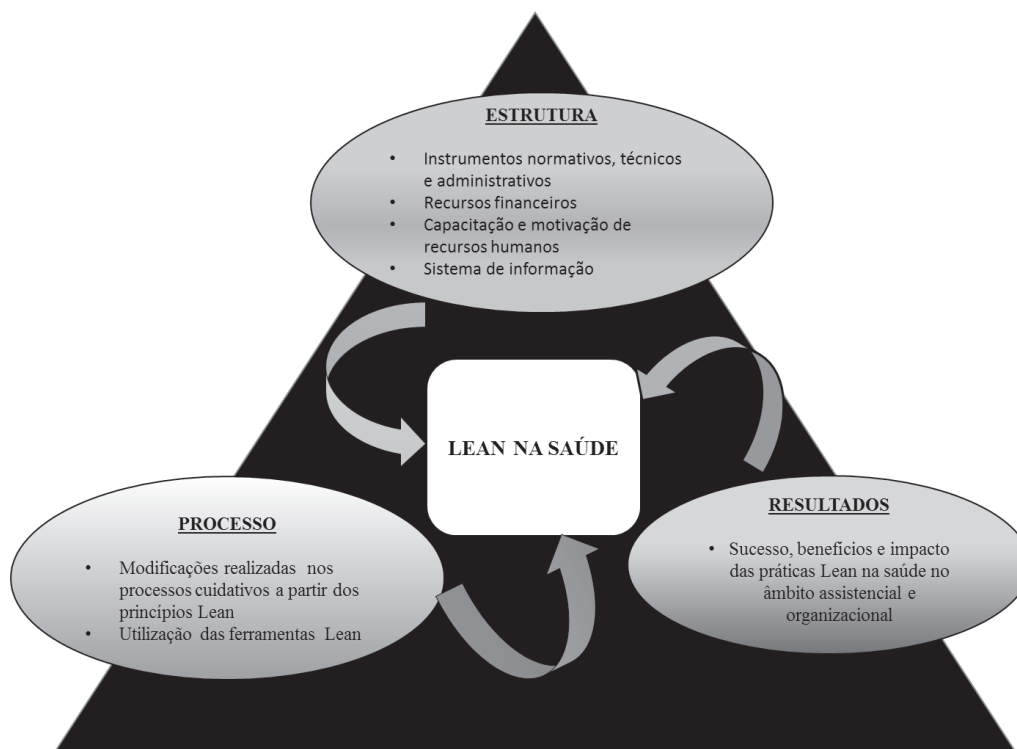 ESTRUTURA
• Instrumentos normativos, técnicos
e administrativos
• Recursos financeiros
• Capacitação e motivação de
recursos humanos
• Sistema de informação
LEAN NA SAÚDE
PROCESSO
• Modificações realizadas nos
processos cuidativos a partir dos
princípios Lean
• Utilização das ferramentas Lean
RESULTADOS
• Sucesso, benefícios e impacto
das práticas Lean na saúde no
âmbito assistencial e
organizacional